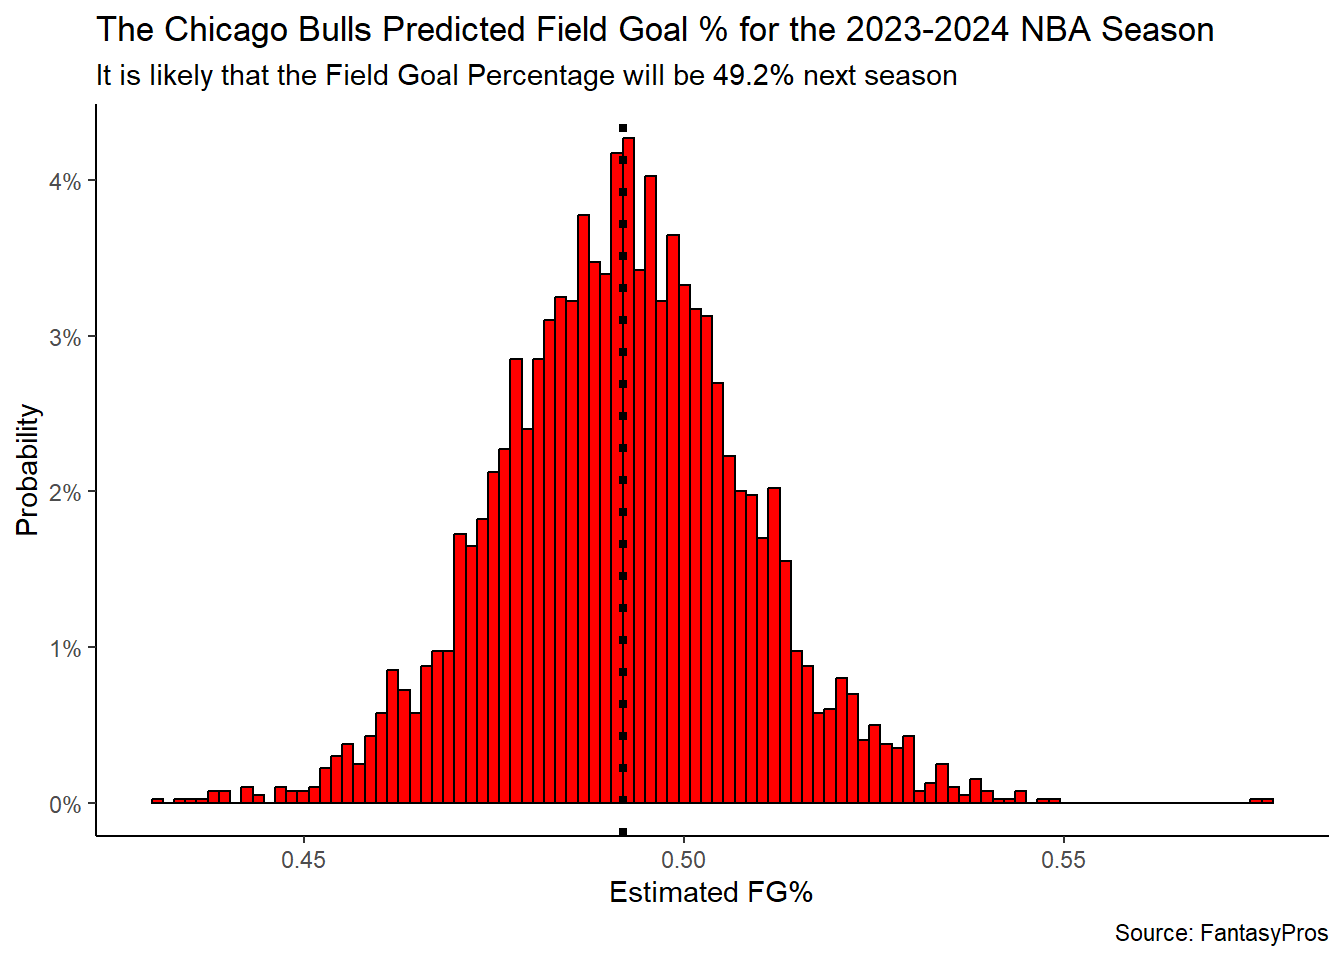 The Chicago Bulls Predicted Field Goal % for the 2023-2024 NBA Season
It is likely that the Field Goal Percentage will be 49.2% next season
4%
3%
2%
1%
0%
Probability
0.45 0.50 0.55
Estimated FG%
Source: FantasyPros